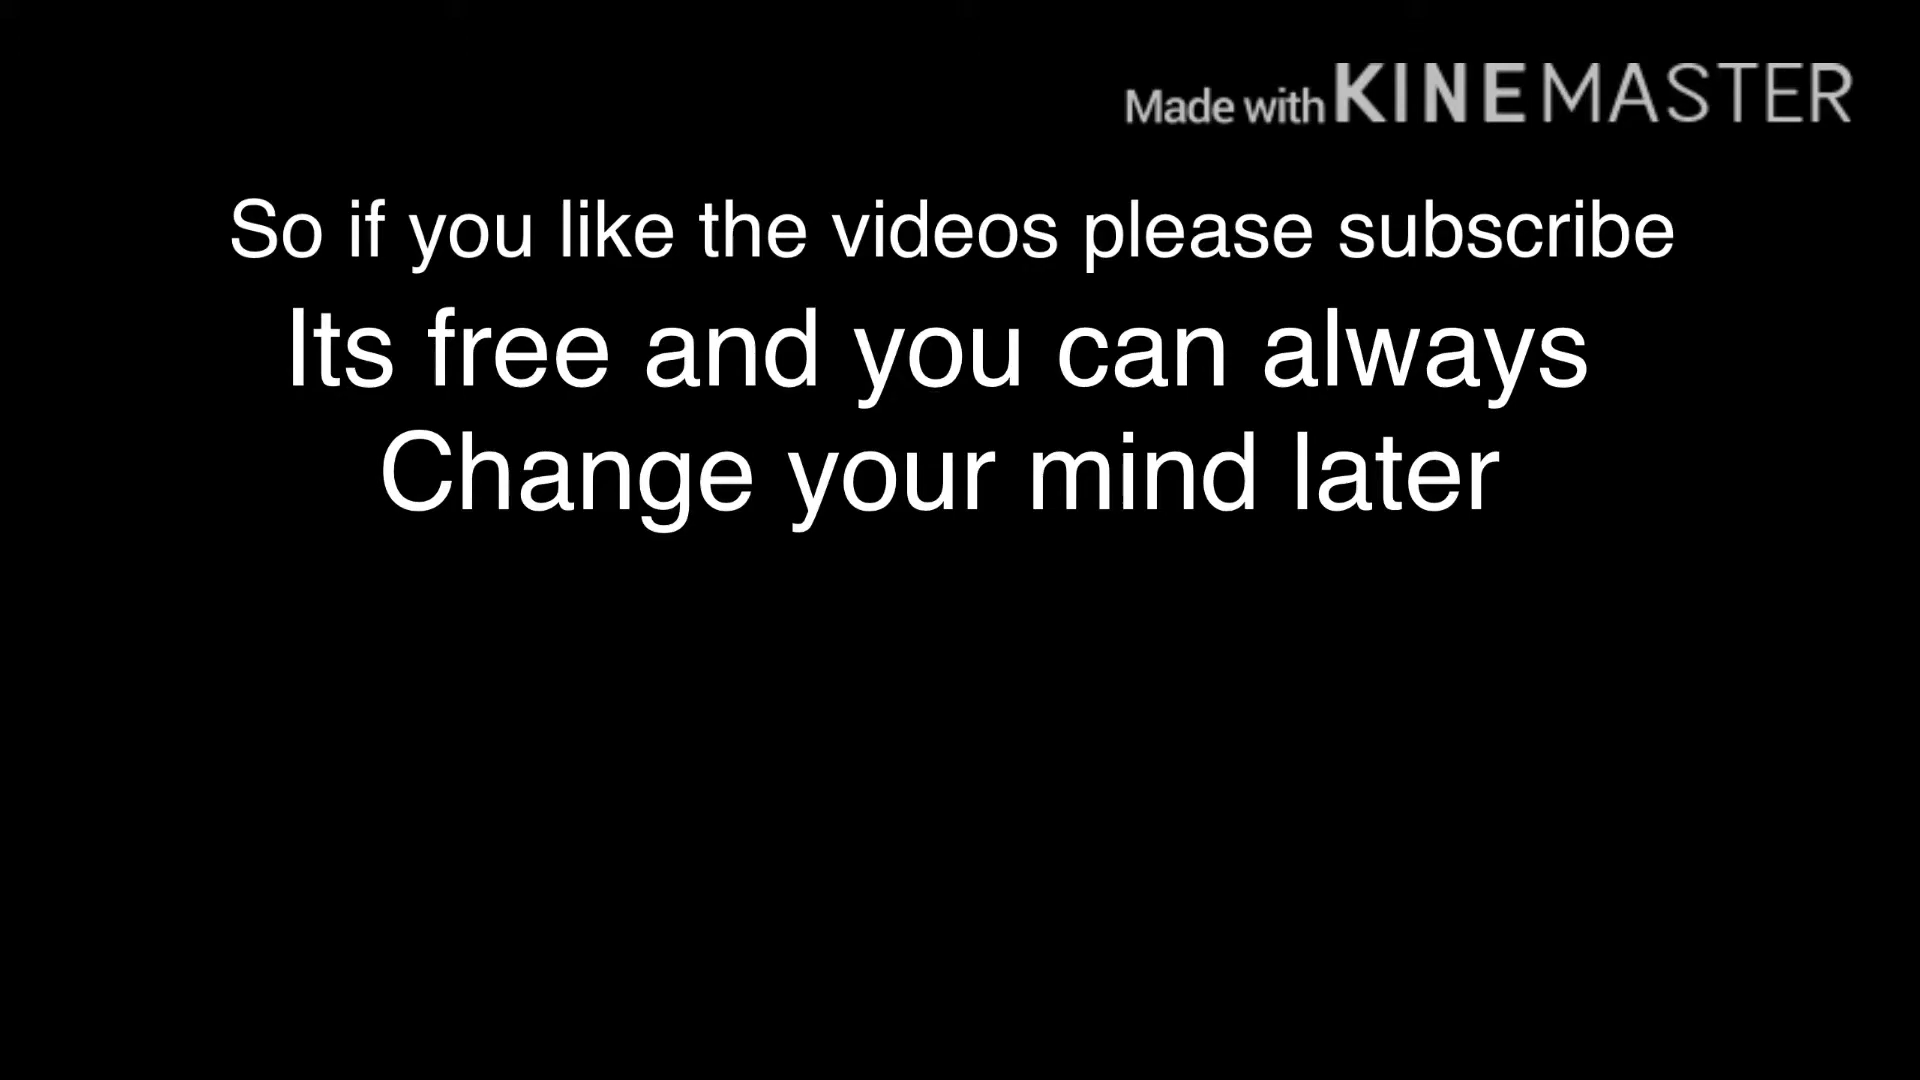 Made with KINEMASTER
So if you like the videos please subscribe
Its free and you can always
Change your mind later